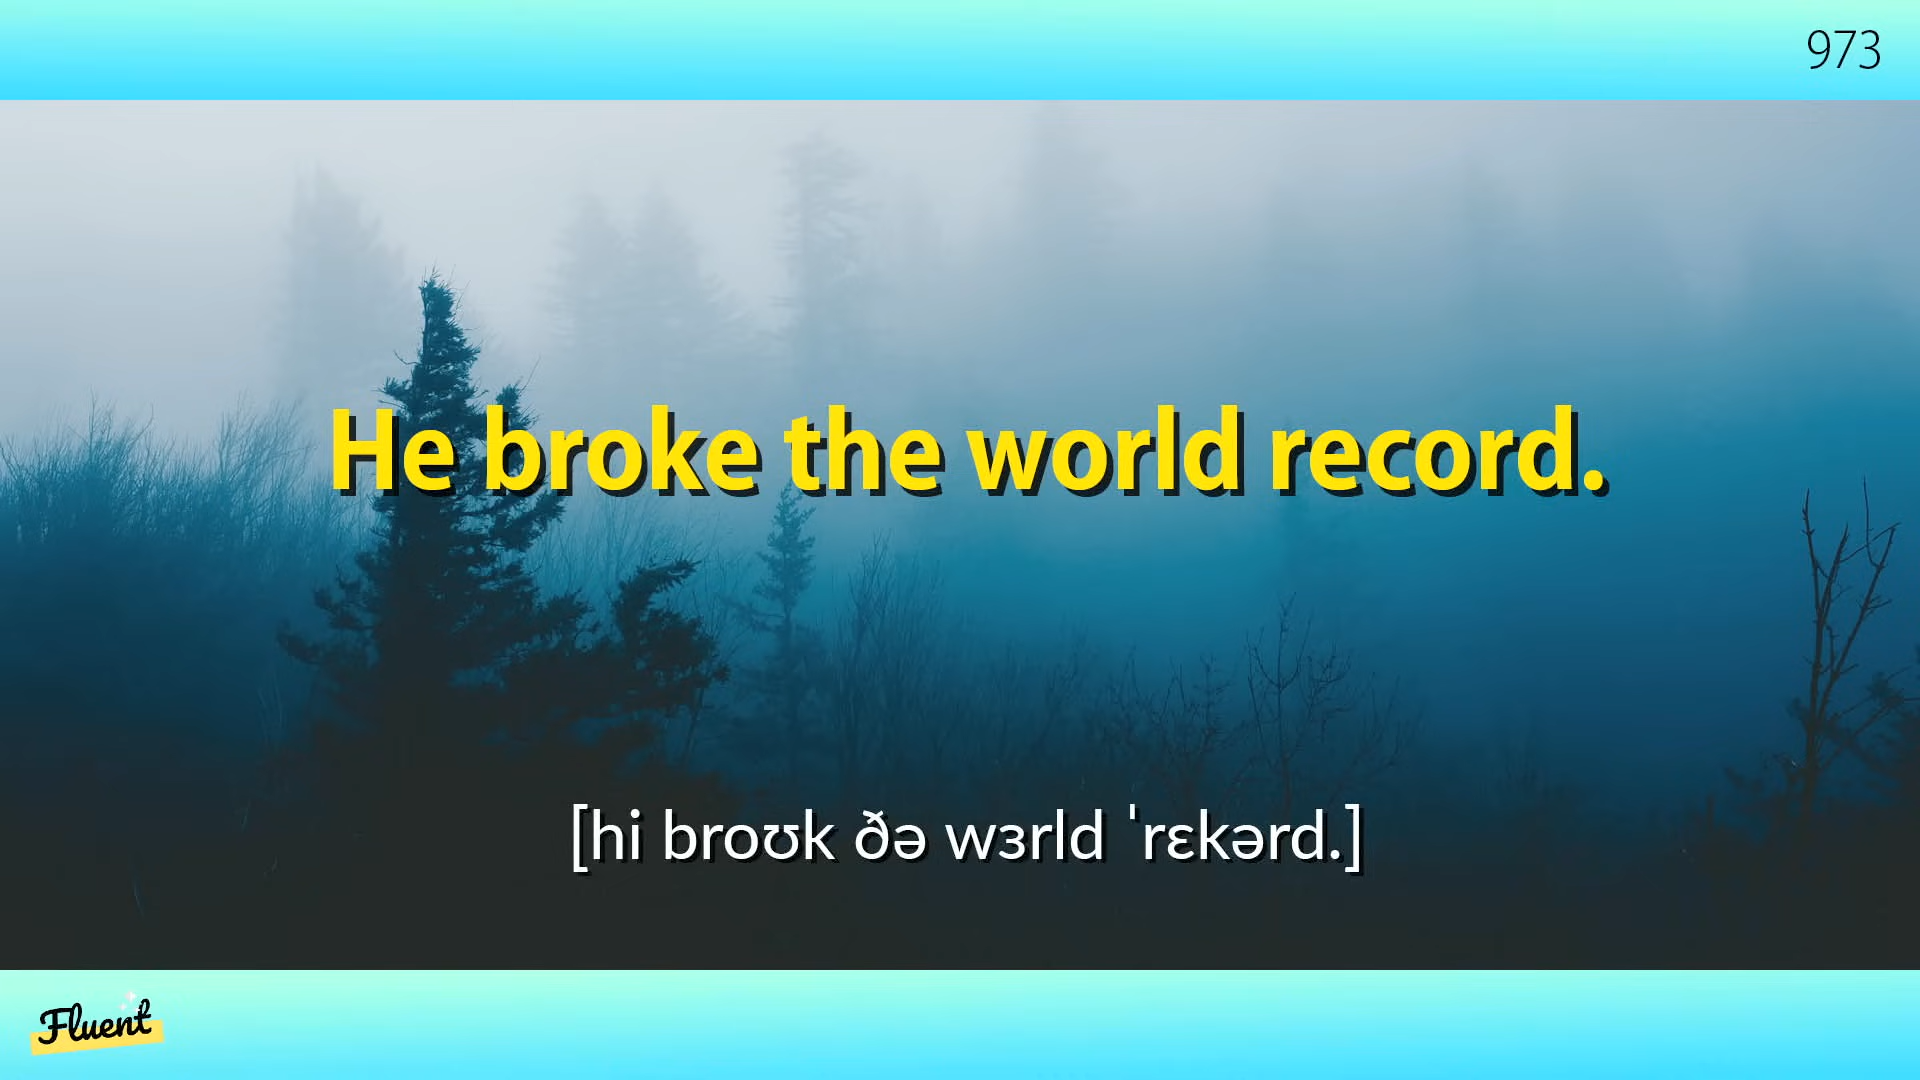 973
He broke the world record.
[hi broʊk ðə wɜrld ˈrɛkərd.]
Fluent